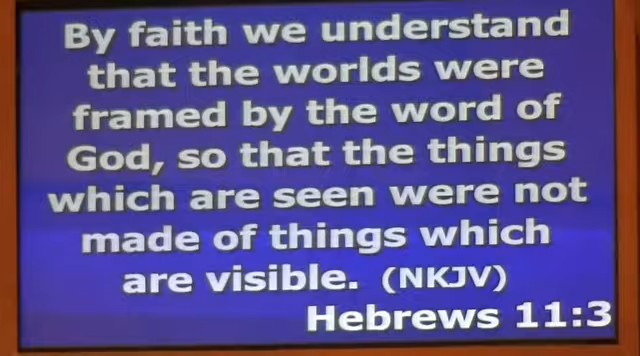 By faith we understand
that the worlds were
framed by the word of
God, so that the things
which are seen were not
made of things which
are visible. (NKJV)
Hebrews 11:3